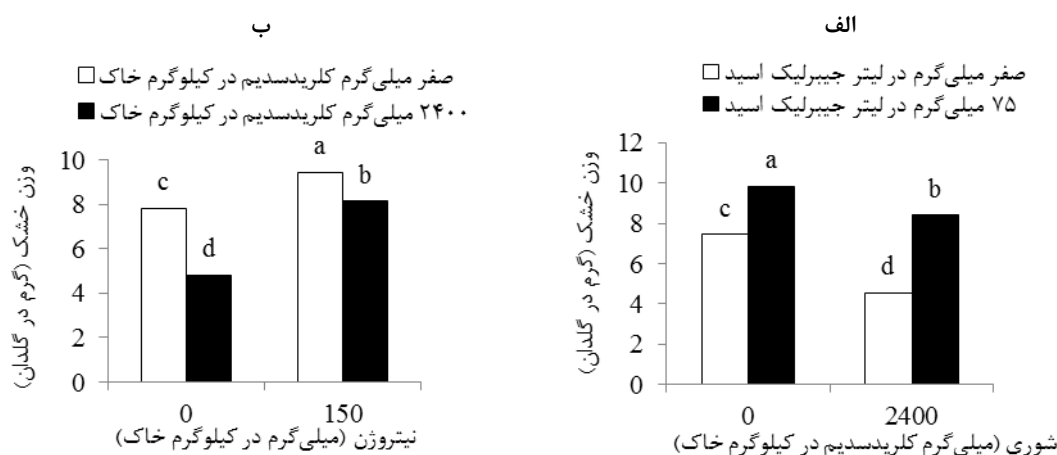 الف
صفر میلی‌گرم در لیتر جیبرلیک اسید
۷۵ میلی‌گرم در لیتر جیبرلیک اسید
وزن خشک (گرم در گلدان)
12
10
8
6
4
2
0
c
a
d
b
0
2400
شوری (میلی‌گرم کلریدسدیم در کیلوگرم خاک)
ب
صفر میلی‌گرم کلریدسدیم در کیلوگرم خاک
۲۴۰۰ میلی‌گرم کلریدسدیم در کیلوگرم خاک
وزن خشک (گرم در گلدان)
10
8
6
4
2
0
c
d
a
b
0
150
نیتروژن (میلی‌گرم در کیلوگرم خاک)